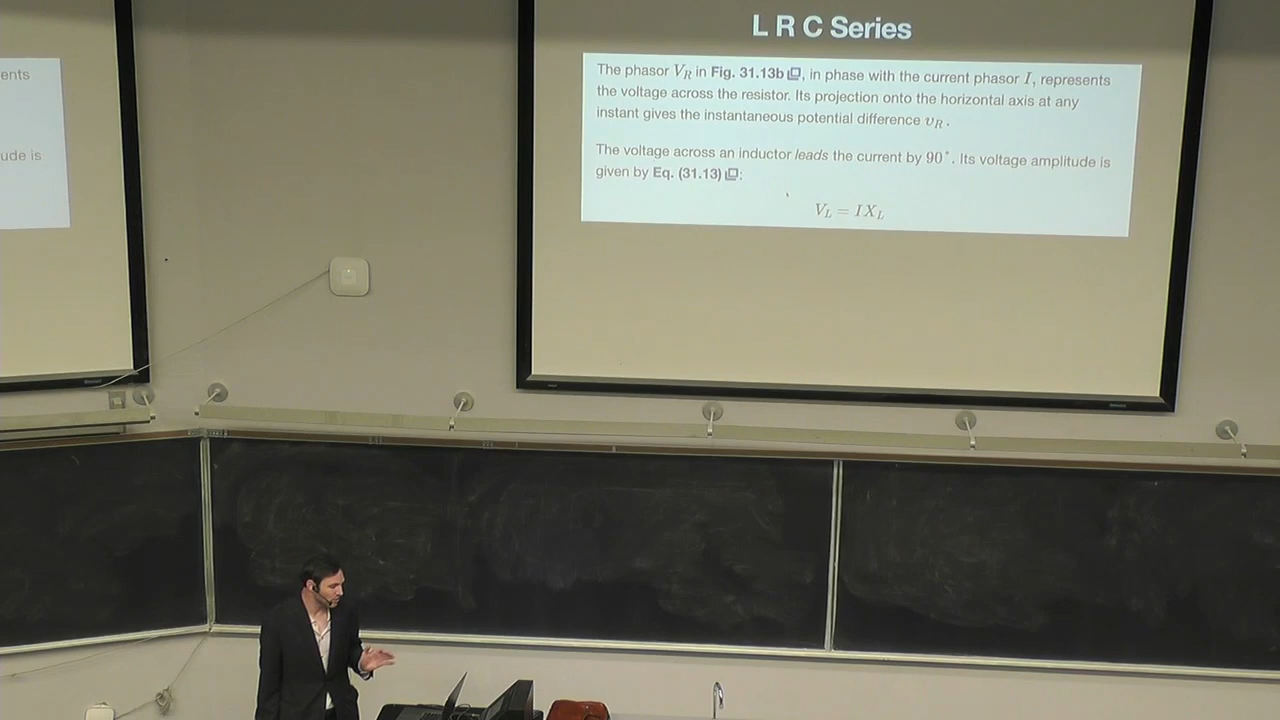 ents
ude is
L R C Series
The phasor V_R in Fig. 31.13b, in phase with the current phasor I, represents
the voltage across the resistor. Its projection onto the horizontal axis at any
instant gives the instantaneous potential difference v_R.
The voltage across an inductor leads the current by 90°. Its voltage amplitude is
given by Eq. (31.13):
V_L = IX_L